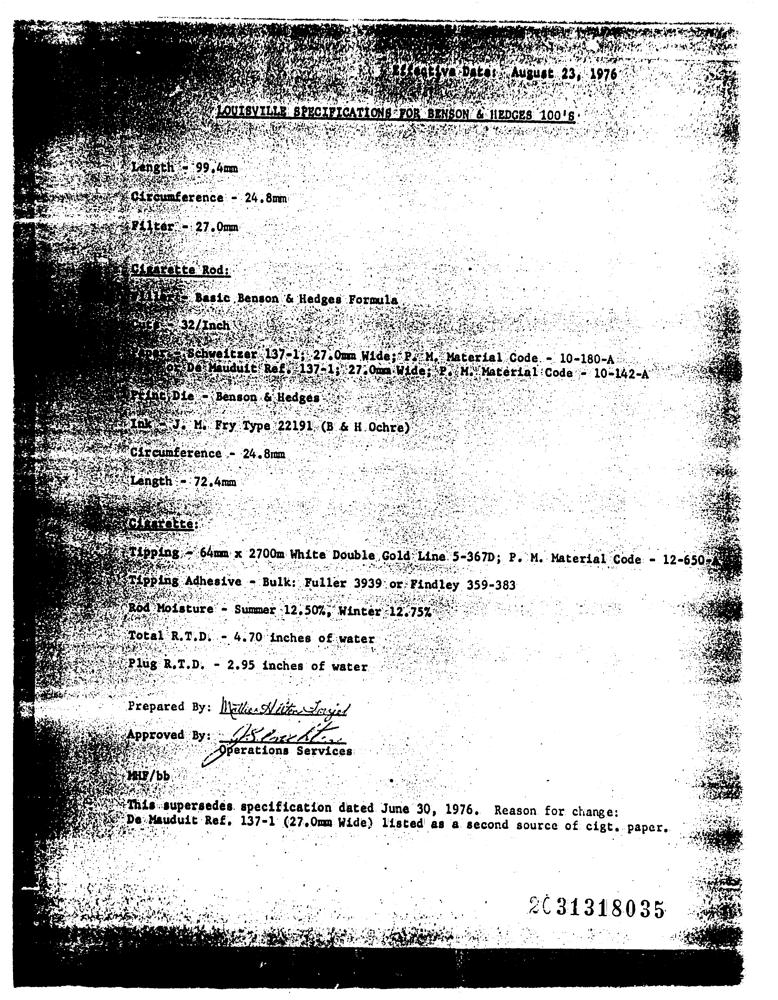 Effective Date: August 23, 1976
LOUISVILLE SPECIFICATIONS FOR BENSON & HEDGES 100'S
Length - 99.4mm
Circumference - 24.8mm
Filter - 27.0mm
Cigarette Rod:
Filler - Basic Benson & Hedges Formula
Cuts - 32/Inch
Paper - Schweitzer 137-1; 27.0mm Wide; P. M. Material Code - 10-180-A
or De Mauduit Ref. 137-1; 27.0mm Wide; P. M. Material Code - 10-142-A
Print Die - Benson & Hedges
Ink - J. M. Fry Type 22191 (B & H Ochre)
Circumference - 24.8mm
Length - 72.4mm
Cigarette:
Tipping - 64mm x 2700m White Double Gold Line 5-367D; P. M. Material Code - 12-650-A
Tipping Adhesive - Bulk: Fuller 3939 or Findley 359-383
Rod Moisture - Summer 12.50%, Winter 12.75%
Total R.T.D. - 4.70 inches of water
Plug R.T.D. - 2.95 inches of water
Prepared By:
Approved By:
Operations Services
MHF/bb
This supersedes specification dated June 30, 1976. Reason for change:
De Mauduit Ref. 137-1 (27.0mm Wide) listed as a second source of cigt. paper.
2031318035